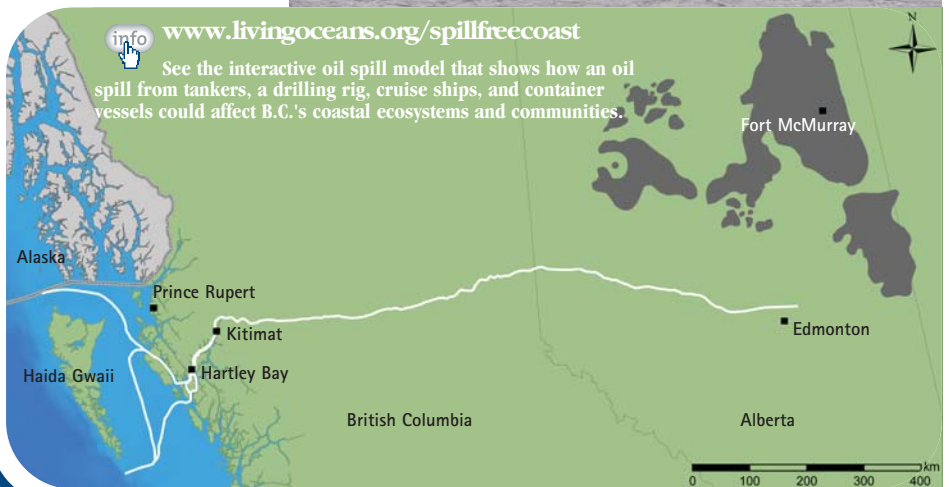 info
www.livingoceans.org/spillfreecoast
See the interactive oil spill model that shows how an oil
spill from tankers, a drilling rig, cruise ships, and container
vessels could affect B.C.'s coastal ecosystems and communities.
N
Fort McMurray
Alaska
Prince Rupert
Kitimat
Edmonton
Hartley Bay
Haida Gwaii
British Columbia
Alberta
km
0 100 200 300 400